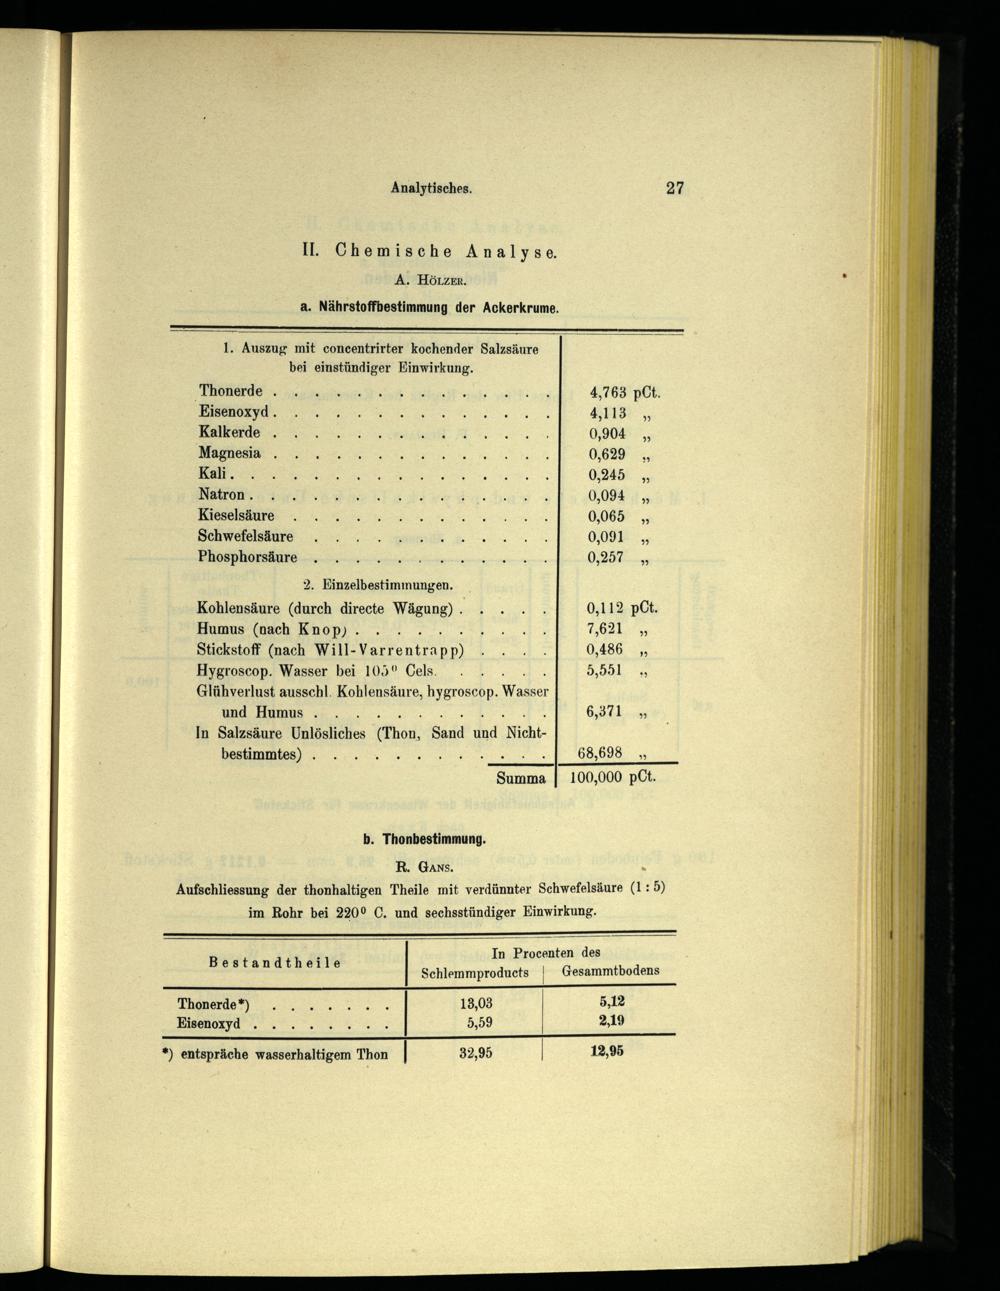 Analytisches. 27
II. Chemische Analyse.
A. HÖLZER.
a. Nährstoffbestimmung der Ackerkrume.
1. Auszug mit concentrirter kochender Salzsäure
bei einstündiger Einwirkung.
Thonerde . . . . . . . . . . . . . . 4,763 pCt.
Eisenoxyd . . . . . . . . . . . . . . 4,113 „
Kalkerde . . . . . . . . . . . . . . 0,904 „
Magnesia . . . . . . . . . . . . . . 0,629 „
Kali . . . . . . . . . . . . . . . . 0,245 „
Natron . . . . . . . . . . . . . . . 0,094 „
Kieselsäure . . . . . . . . . . . . . 0,065 „
Schwefelsäure . . . . . . . . . . . . 0,091 „
Phosphorsäure . . . . . . . . . . . . 0,257 „
2. Einzelbestimmungen.
Kohlensäure (durch directe Wägung) . . . . . 0,112 pCt.
Humus (nach Knop) . . . . . . . . . . 7,621 „
Stickstoff (nach Will-Varrentrapp) . . . . 0,486 „
Hygroscop. Wasser bei 105° Cels. . . . . . 5,551 „
Glühverlust ausschl. Kohlensäure, hygroscop. Wasser
und Humus . . . . . . . . . . . . 6,371 „
In Salzsäure Unlösliches (Thon, Sand und Nicht-
bestimmtes) . . . . . . . . . . . . 68,698 „
Summa 100,000 pCt.
b. Thonbestimmung.
R. GANS.
Aufschliessung der thonhaltigen Theile mit verdünnter Schwefelsäure (1 : 5)
im Rohr bei 220° C. und sechsstündiger Einwirkung.
Bestandtheile In Procenten des
Schlemmproducts Gesammtbodens
Thonerde*) . . . . . . . 13,03 5,12
Eisenoxyd . . . . . . . . 5,59 2,19
*) entspräche wasserhaltigem Thon 32,95 12,95